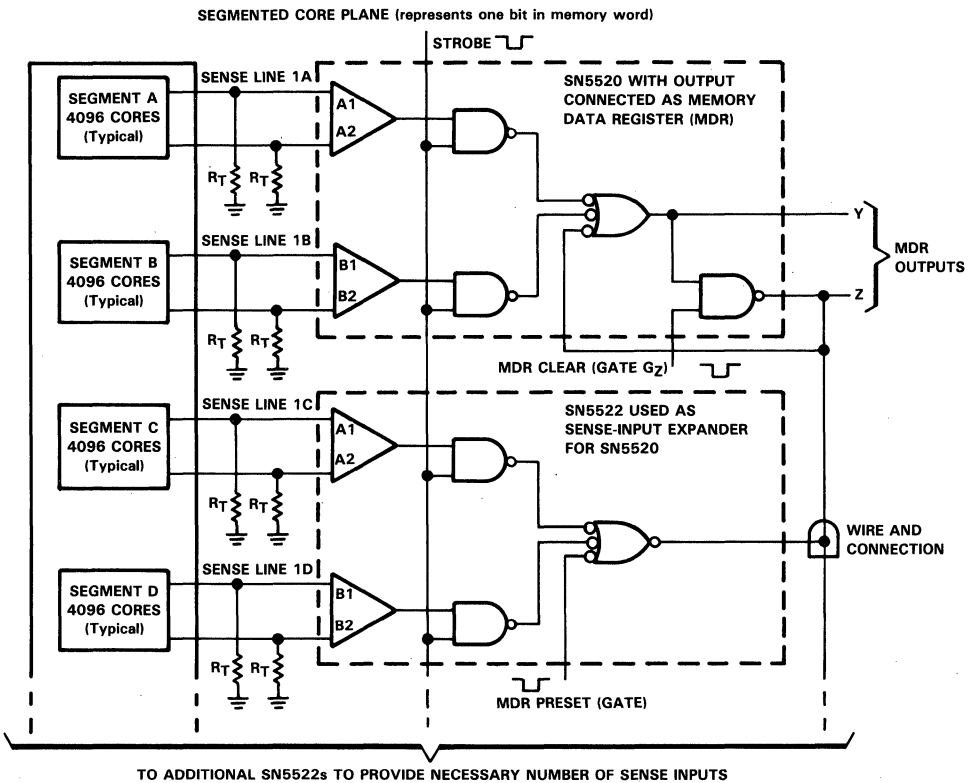 SEGMENTED CORE PLANE (represents one bit in memory word)
STROBE
SEGMENT A
4096 CORES
(Typical)
SENSE LINE 1A
A1
A2
RT
RT
SN5520 WITH OUTPUT
CONNECTED AS MEMORY
DATA REGISTER (MDR)
SEGMENT B
4096 CORES
(Typical)
SENSE LINE 1B
B1
B2
RT
RT
Y
Z
MDR
OUTPUTS
MDR CLEAR (GATE GZ)
SEGMENT C
4096 CORES
(Typical)
SENSE LINE 1C
A1
A2
RT
RT
SN5522 USED AS
SENSE-INPUT EXPANDER
FOR SN5520
WIRE AND
CONNECTION
SEGMENT D
4096 CORES
(Typical)
SENSE LINE 1D
B1
B2
RT
RT
MDR PRESET (GATE)
TO ADDITIONAL SN5522s TO PROVIDE NECESSARY NUMBER OF SENSE INPUTS